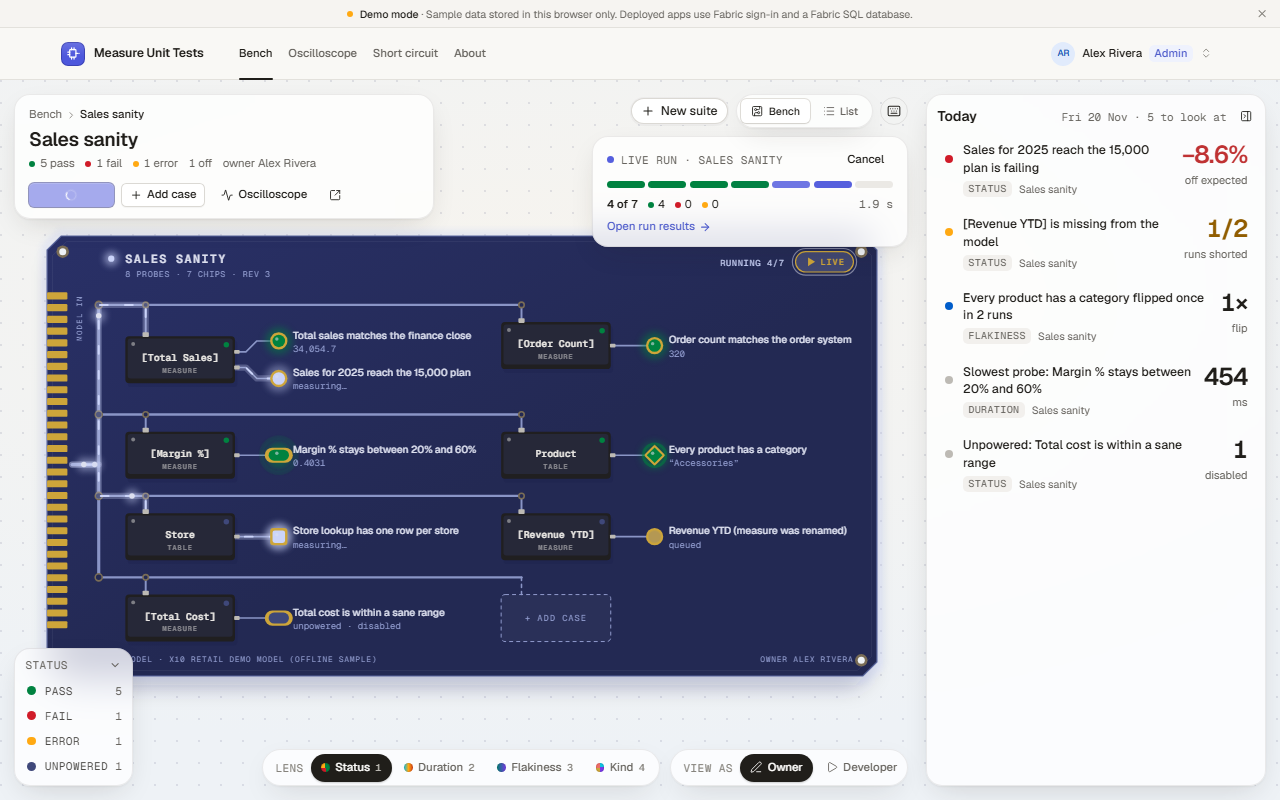 Demo mode · Sample data stored in this browser only. Deployed apps use Fabric sign-in and a Fabric SQL database.
Measure Unit Tests
Bench
Oscilloscope
Short circuit
About
AR
Alex Rivera
Admin
Bench › Sales sanity
Sales sanity
5 pass 1 fail 1 error 1 off owner Alex Rivera
+ Add case
Oscilloscope
+ New suite
Bench
List
LIVE RUN · SALES SANITY
Cancel
4 of 7 4 0 0 1.9 s
Open run results →
SALES SANITY
8 PROBES · 7 CHIPS · REV 3
RUNNING 4/7
LIVE
MODEL IN
[Total Sales]
MEASURE
Total sales matches the finance close
34,054.7
Sales for 2025 reach the 15,000 plan
measuring…
[Order Count]
MEASURE
Order count matches the order system
320
[Margin %]
MEASURE
Margin % stays between 20% and 60%
0.4031
Product
TABLE
Every product has a category
"Accessories"
Store
TABLE
Store lookup has one row per store
measuring…
[Revenue YTD]
MEASURE
Revenue YTD (measure was renamed)
queued
[Total Cost]
MEASURE
Total cost is within a sane range
unpowered · disabled
+ ADD CASE
ODEL · X10 RETAIL DEMO MODEL (OFFLINE SAMPLE)
OWNER ALEX RIVERA
STATUS
PASS 5
FAIL 1
ERROR 1
UNPOWERED 1
LENS
Status 1
Duration 2
Flakiness 3
Kind 4
VIEW AS
Owner
Developer
Today
Fri 20 Nov · 5 to look at
Sales for 2025 reach the 15,000
plan is failing
STATUS Sales sanity
−8.6%
off expected
[Revenue YTD] is missing from the
model
STATUS Sales sanity
1/2
runs shorted
Every product has a category flipped once
in 2 runs
FLAKINESS Sales sanity
1×
flip
Slowest probe: Margin % stays between
20% and 60%
DURATION Sales sanity
454
ms
Unpowered: Total cost is within a sane
range
STATUS Sales sanity
1
disabled